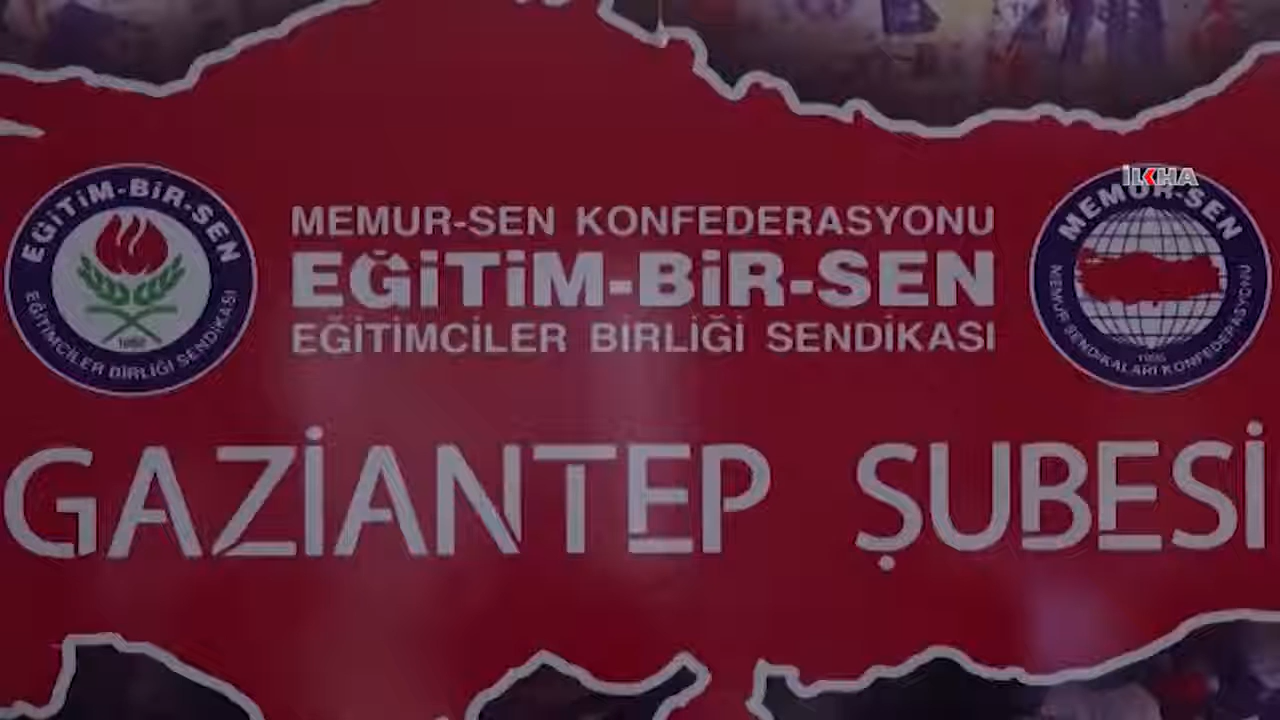 İLKHA
EĞİTİM-BİR-SEN
EĞİTİMCİLER BİRLİĞİ SENDİKASI
1992
MEMUR-SEN KONFEDERASYONU
EĞİTİM-BİR-SEN
EĞİTİMCİLER BİRLİĞİ SENDİKASI
MEMUR-SEN
1995
MEMUR SENDİKALARI KONFEDERASYONU
GAZİANTEP ŞUBESİ